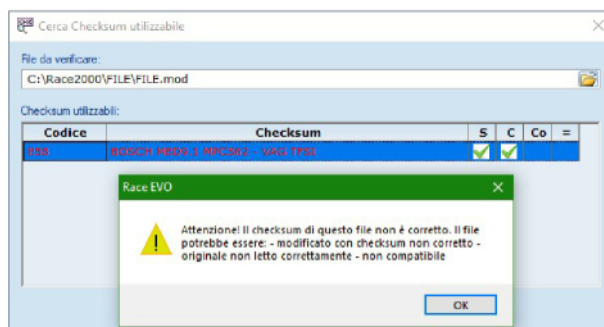 Cerca Checksum utilizzabile
File da verificare:
C:\Race2000\FILE\FILE.mod
Checksum utilizzabili:
Codice Checksum S C Co =
BOSCH MED9.1 MPC562 - VAG TFSI
Race EVO
Attenzione! Il checksum di questo file non è corretto. Il file
potrebbe essere: - modificato con checksum non corretto -
originale non letto correttamente - non compatibile
OK